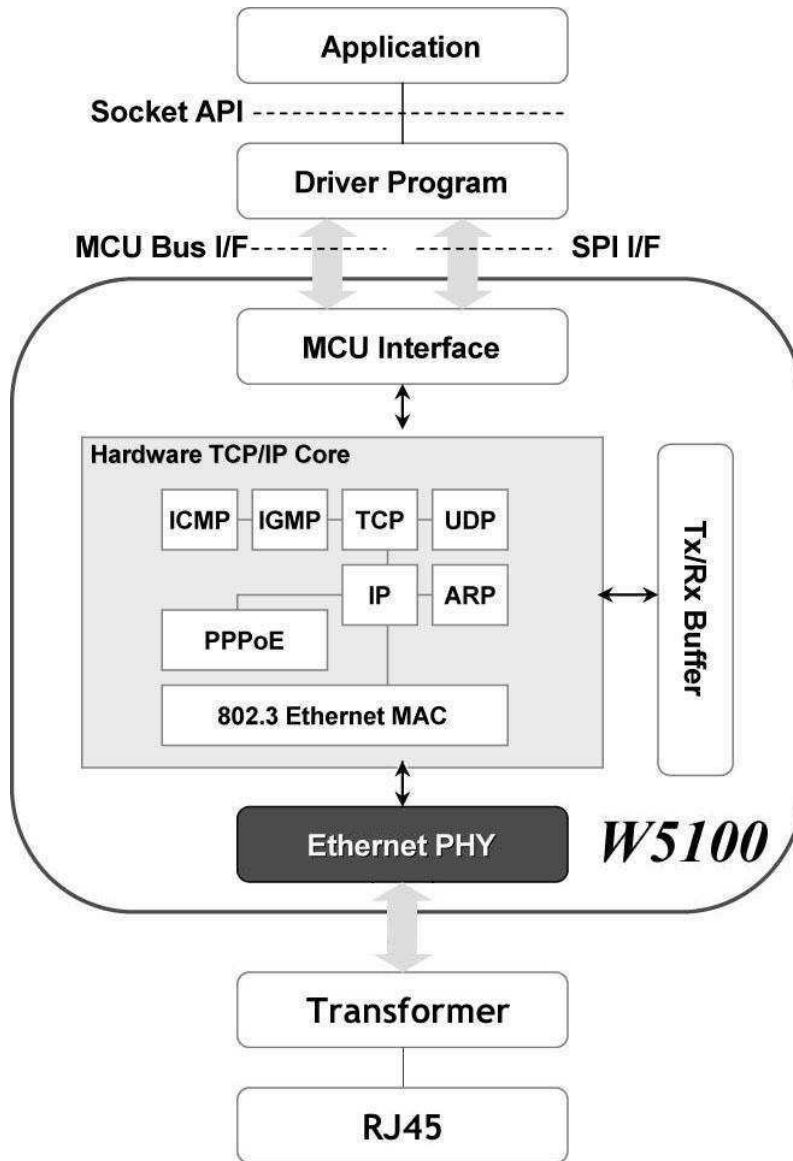 Application
Socket API
Driver Program
MCU Bus I/F
SPI I/F
MCU Interface
Hardware TCP/IP Core
ICMP
IGMP
TCP
UDP
IP
ARP
PPPoE
802.3 Ethernet MAC
Tx/Rx Buffer
Ethernet PHY
W5100
Transformer
RJ45